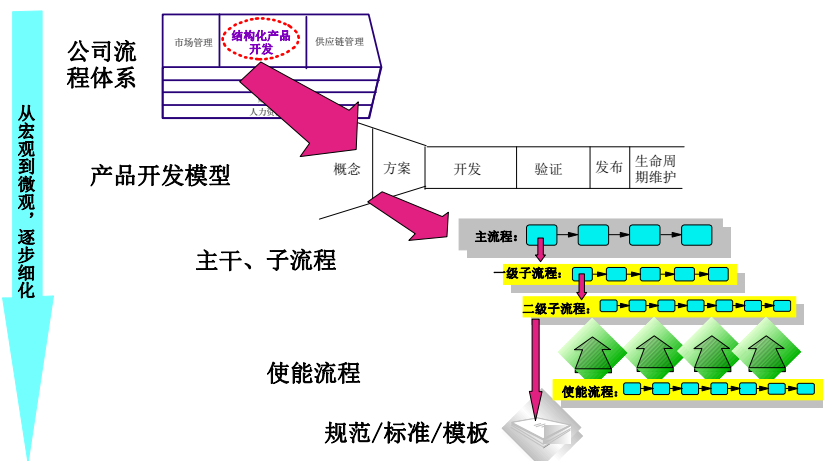 公司流
程体系
市场管理
结构化产品
开发
供应链管理
人力
从宏观到微观，逐步细化
产品开发模型
概念
方案
开发
验证
发布
生命周
期维护
主干、子流程
主流程：
一级子流程：
二级子流程：
使能流程
使能流程：
规范/标准/模板